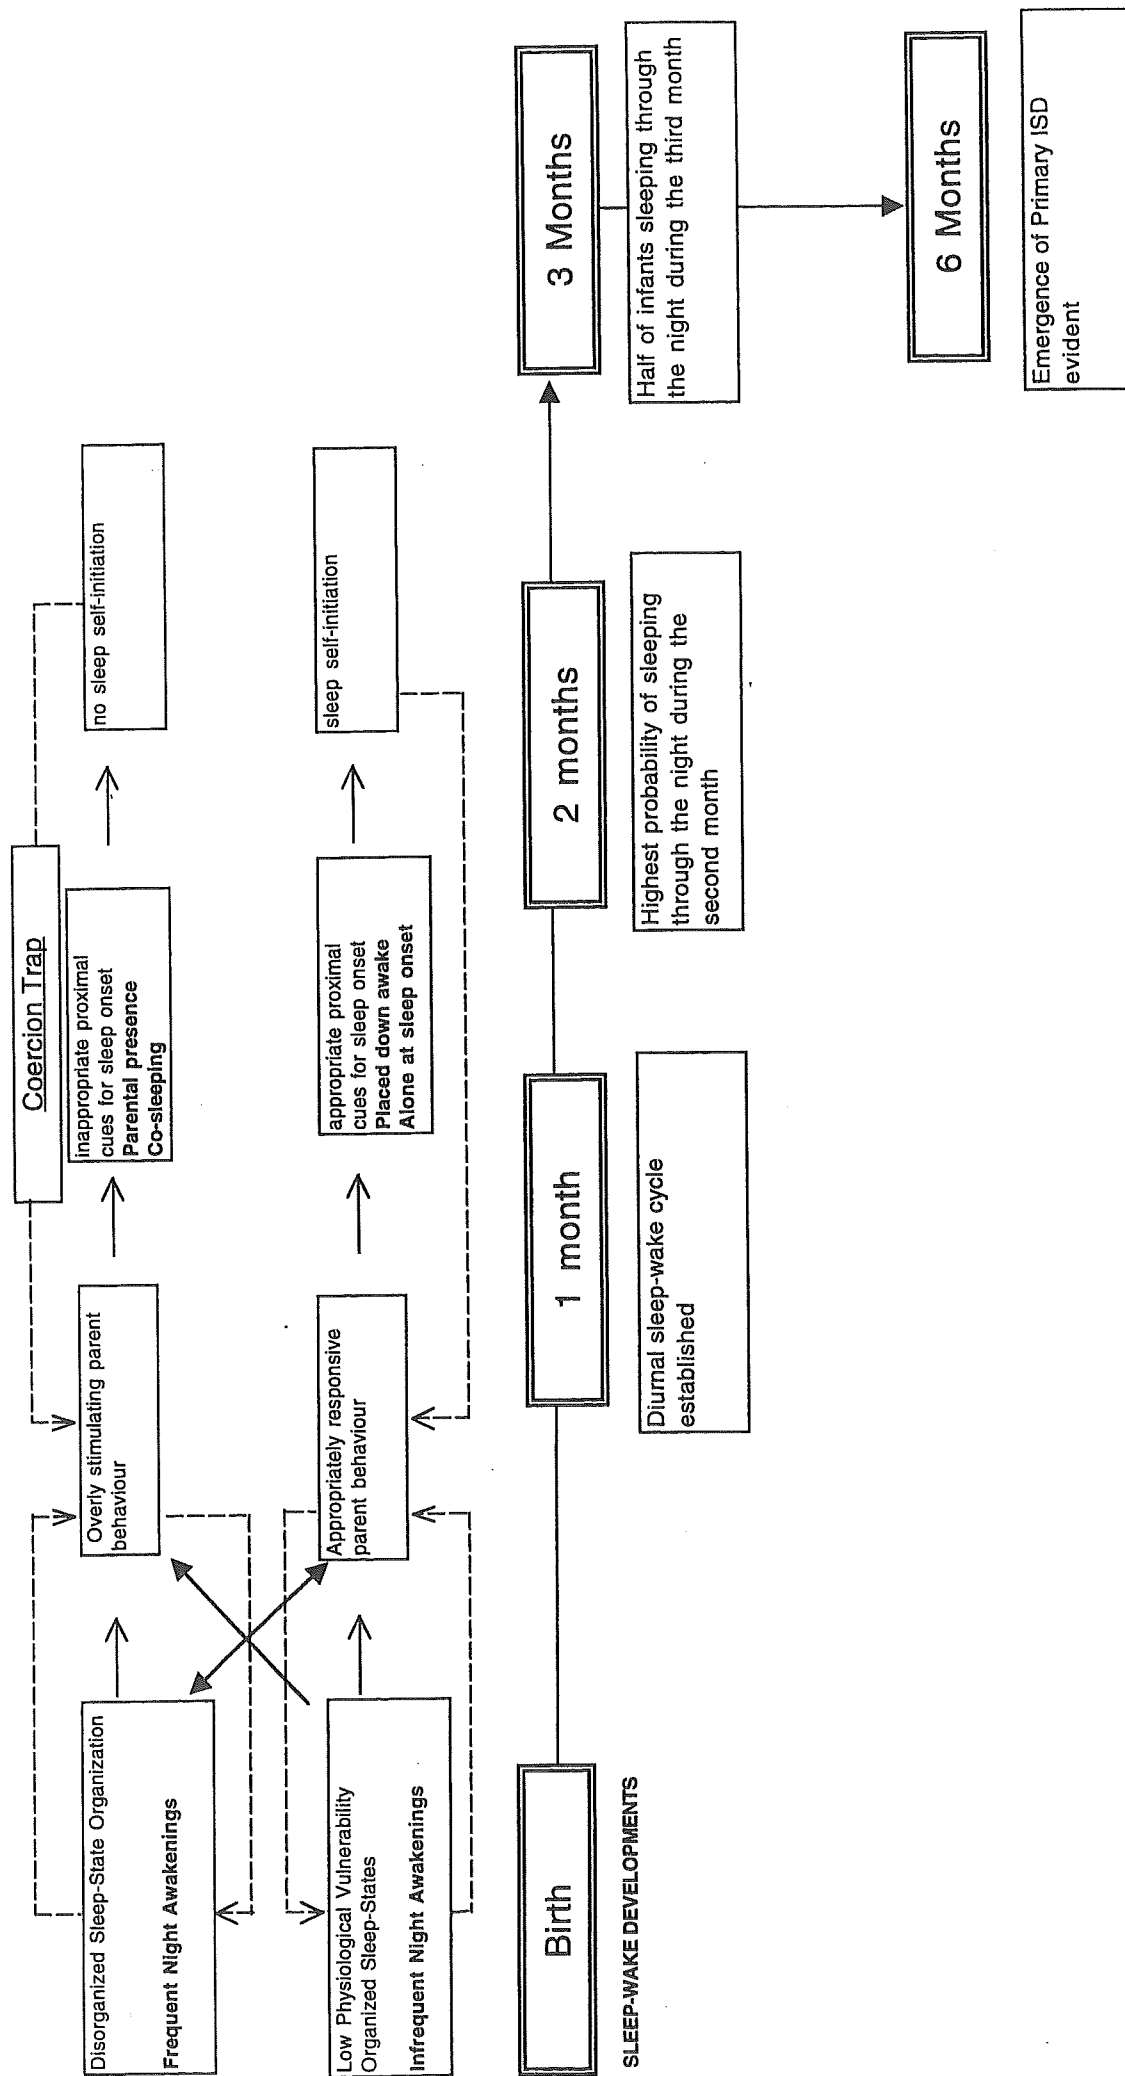 Coercion Trap
Disorganized Sleep-State Organization
Frequent Night Awakenings
Overly stimulating parent
behaviour
inappropriate proximal
cues for sleep onset
Parental presence
Co-sleeping
no sleep self-initiation
Low Physiological Vulnerability
Organized Sleep-States
Infrequent Night Awakenings
Appropriately responsive
parent behaviour
appropriate proximal
cues for sleep onset
Placed down awake
Alone at sleep onset
sleep self-initiation
Birth
1 month
2 months
3 Months
SLEEP-WAKE DEVELOPMENTS
Diurnal sleep-wake cycle
established
Highest probability of sleeping
through the night during the
second month
Half of infants sleeping through
the night during the third month
6 Months
Emergence of Primary ISD
evident